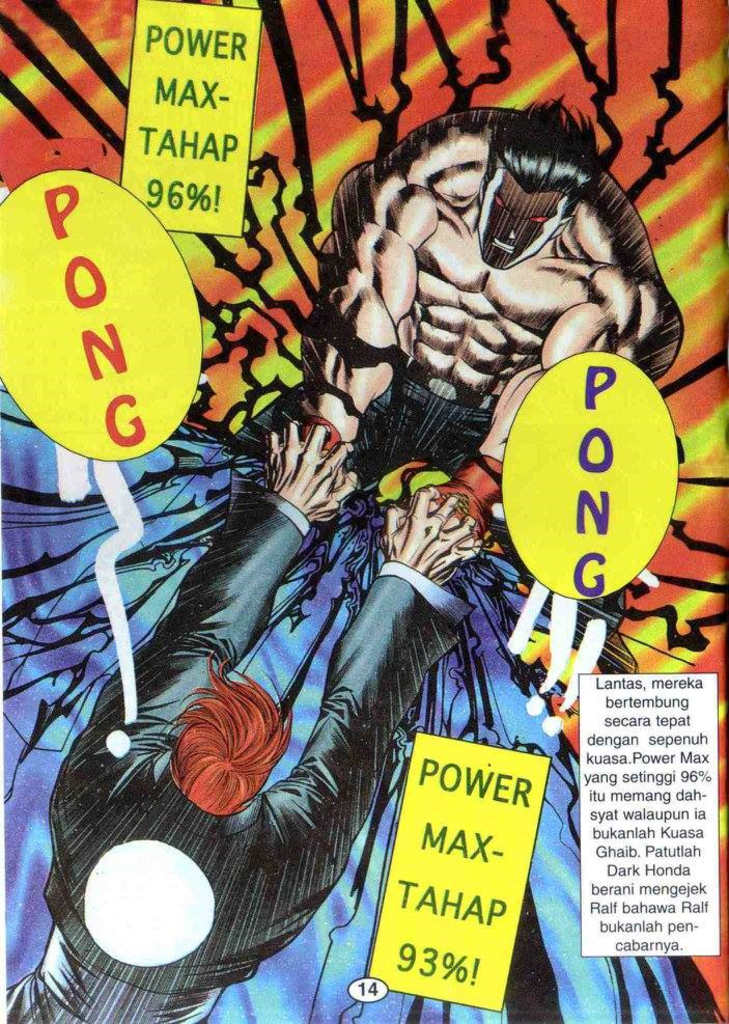 POWER
MAX-
TAHAP
96%!
P
O
N
G
P
O
N
G
POWER
MAX-
TAHAP
93%!
Lantas, mereka
bertembung
secara tepat
dengan sepenuh
kuasa.Power Max
yang setinggi 96%
itu memang dah-
syat walaupun ia
bukanlah Kuasa
Ghaib. Patutlah
Dark Honda
berani mengejek
Ralf bahawa Ralf
bukanlah pen-
cabarnya.
14